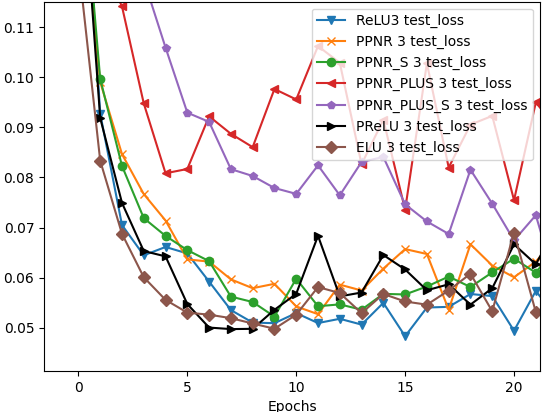 ReLU3 test_loss
PPNR 3 test_loss
PPNR_S 3 test_loss
PPNR_PLUS 3 test_loss
PPNR_PLUS_S 3 test_loss
PReLU 3 test_loss
ELU 3 test_loss
0.11
0.10
0.09
0.08
0.07
0.06
0.05
0 5 10 15 20
Epochs